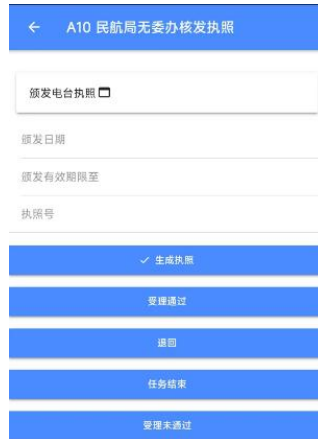 A10 民航局无委办核发执照
颁发电台执照
颁发日期
颁发有效期限至
执照号
生成执照
受理通过
退回
任务结束
受理未通过